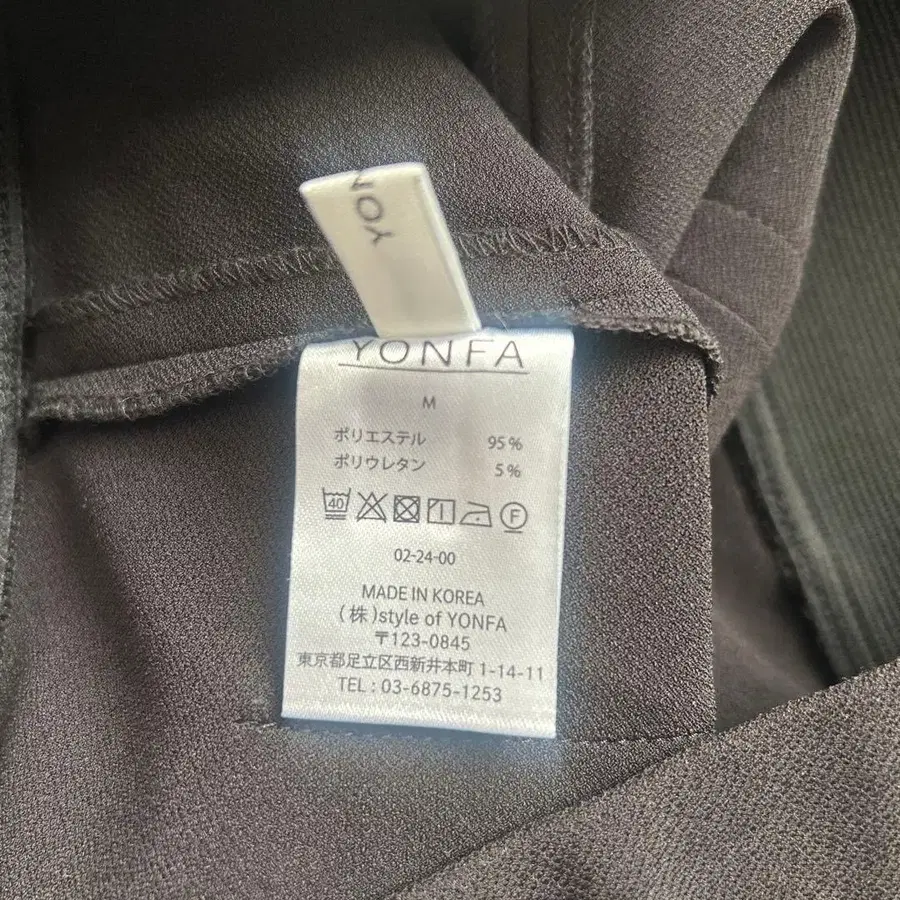 YON
YONFA
M
ポリエステル 95%
ポリウレタン 5%
40
F
02-24-00
MADE IN KOREA
(株)style of YONFA
〒123-0845
東京都足立区西新井本町 1-14-11
TEL : 03-6875-1253